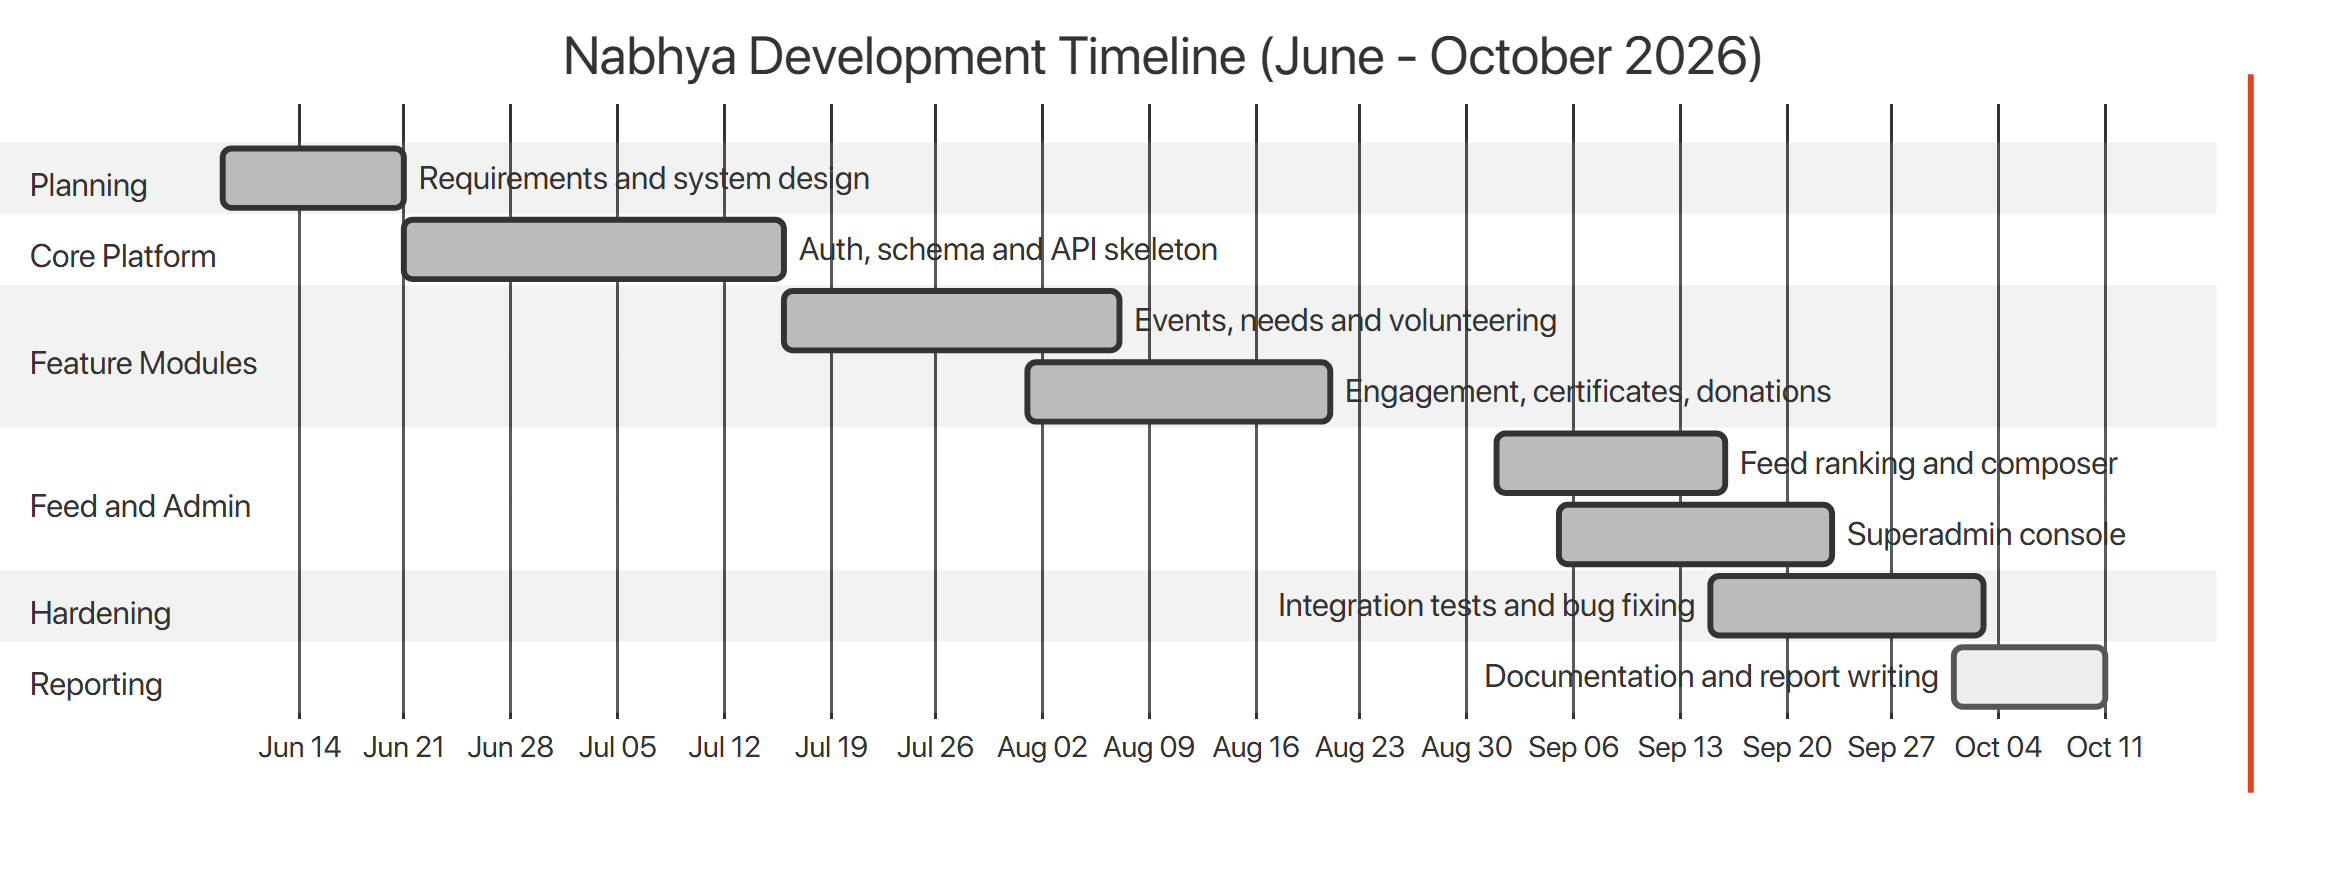 Nabhya Development Timeline (June - October 2026)
Planning
Requirements and system design
Core Platform
Auth, schema and API skeleton
Feature Modules
Events, needs and volunteering
Engagement, certificates, donations
Feed and Admin
Feed ranking and composer
Superadmin console
Hardening
Integration tests and bug fixing
Reporting
Documentation and report writing
Jun 14 Jun 21 Jun 28 Jul 05 Jul 12 Jul 19 Jul 26 Aug 02 Aug 09 Aug 16 Aug 23 Aug 30 Sep 06 Sep 13 Sep 20 Sep 27 Oct 04 Oct 11